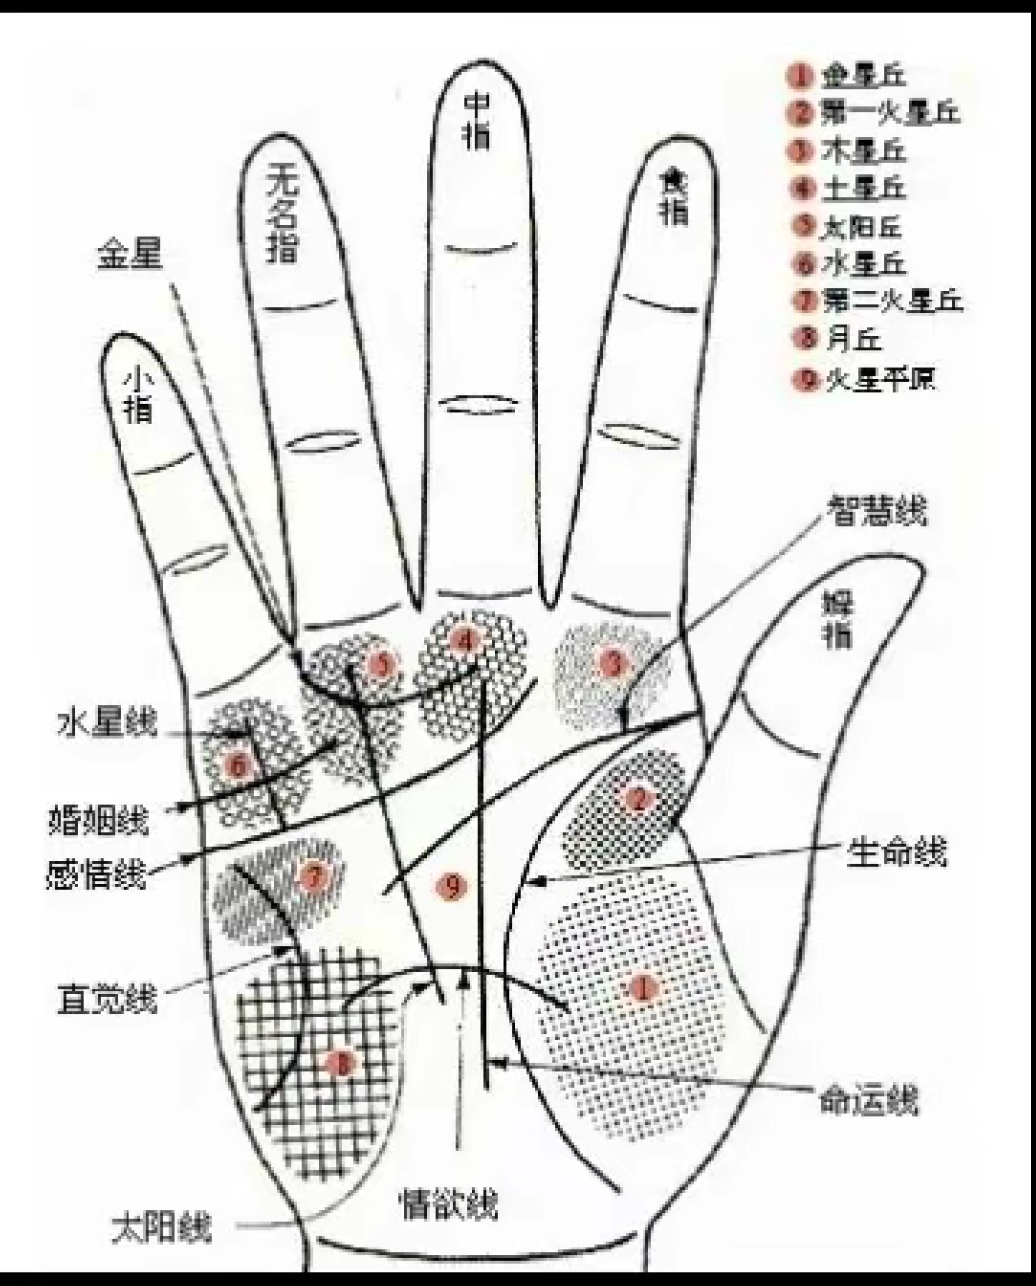 中指
无名指
食指
小指
拇指
金星
① 金星丘
② 第一火星丘
③ 木星丘
④ 土星丘
⑤ 太阳丘
⑥ 水星丘
⑦ 第二火星丘
⑧ 月丘
⑨ 火星平原
智慧线
水星线
婚姻线
感情线
生命线
直觉线
命运线
情欲线
太阳线
5
4
3
6
2
7
9
1
8